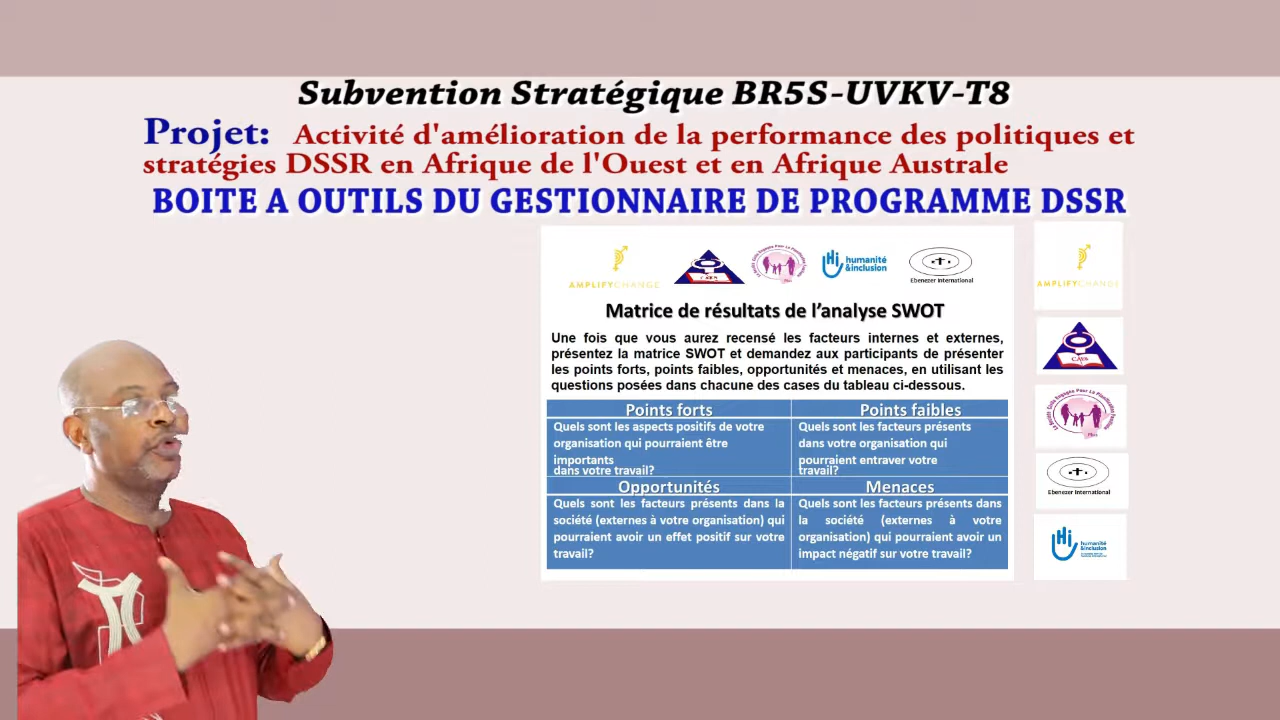 Subvention Stratégique BR5S-UVKV-T8
Projet: Activité d'amélioration de la performance des politiques et
stratégies DSSR en Afrique de l'Ouest et en Afrique Australe
BOITE A OUTILS DU GESTIONNAIRE DE PROGRAMME DSSR
AMPLIFYCHANGE
humanité
&inclusion
Ebenezer International
Matrice de résultats de l'analyse SWOT
Une fois que vous aurez recensé les facteurs internes et externes,
présentez la matrice SWOT et demandez aux participants de présenter
les points forts, points faibles, opportunités et menaces, en utilisant les
questions posées dans chacune des cases du tableau ci-dessous.
Points forts
Quels sont les aspects positifs de votre
organisation qui pourraient être
importants
dans votre travail?
Points faibles
Quels sont les facteurs présents
dans votre organisation qui
pourraient entraver votre
travail?
Opportunités
Quels sont les facteurs présents dans la
société (externes à votre organisation) qui
pourraient avoir un effet positif sur votre
travail?
Menaces
Quels sont les facteurs présents dans
la société (externes à votre
organisation) qui pourraient avoir un
impact négatif sur votre travail?
AMPLIFYCHANGE
Ebenezer International
humanité
&inclusion